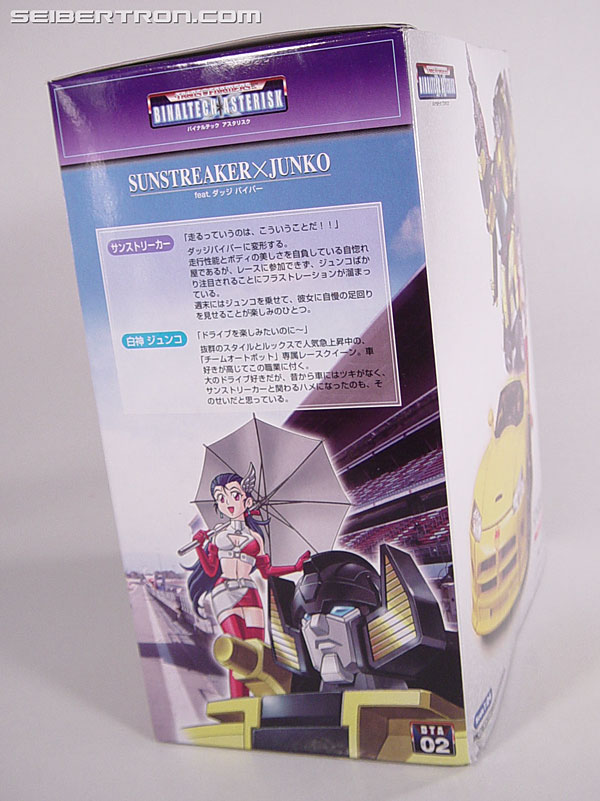 SEIBERTRON.COM
TRANSFORMERS
BINALTECH ASTERISK
バイナルテック アスタリスク
SUNSTREAKER×JUNKO
feat. ダッジ バイパー
サンストリーカー
「走るっていうのは、こういうことだ！！」
ダッジバイパーに変形する。
走行性能とボディの美しさを自負している自惚れ
屋であるが、レースに参加できず、ジュンコばか
り注目されることにフラストレーションが溜まっ
ている。
週末にはジュンコを乗せて、彼女に自慢の足回り
を見せることが楽しみのひとつ。
白神 ジュンコ
「ドライブを楽しみたいのに〜」
抜群のスタイルとルックスで人気急上昇中の、
「チームオートボット」専属レースクイーン。車
好きが高じてこの職業に付く。
大のドライブ好きだが、昔から車にはツキがなく、
サンストリーカーと関わるハメになったのも、そ
のせいだと思っている。
BINALTECH ASTERISK
DTA
02